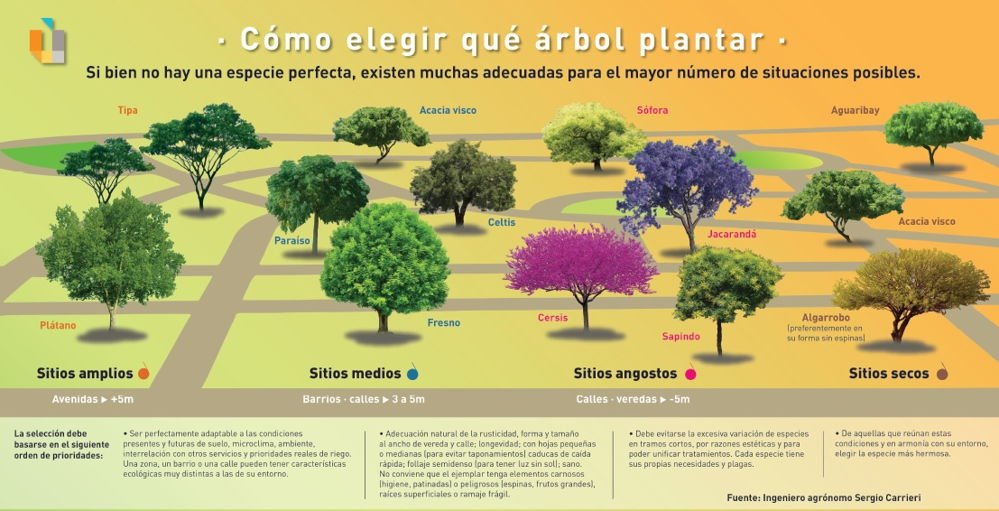 · Cómo elegir qué árbol plantar ·
Si bien no hay una especie perfecta, existen muchas adecuadas para el mayor número de situaciones posibles.
Tipa
Plátano
Sitios amplios
Avenidas ▸ +5m
Acacia visco
Paraíso
Celtis
Fresno
Sitios medios
Barrios · calles ▸ 3 a 5m
Sófora
Jacarandá
Cersis
Sapindo
Sitios angostos
Calles · veredas ▸ -5m
Aguaribay
Acacia visco
Algarrobo
(preferentemente en
su forma sin espinas)
Sitios secos
La selección debe
basarse en el siguiente
orden de prioridades:
• Ser perfectamente adaptable a las condiciones
presentes y futuras de suelo, microclima, ambiente,
interrelación con otros servicios y prioridades reales de riego.
Una zona, un barrio o una calle pueden tener características
ecológicas muy distintas a las de su entorno.
• Adecuación natural de la rusticidad, forma y tamaño
al ancho de vereda y calle; longevidad; con hojas pequeñas
o medianas (para evitar taponamientos) caducas de caída
rápida; follaje semidenso (para tener luz sin sol); sano.
No conviene que el ejemplar tenga elementos carnosos
(higiene, patinadas) o peligrosos (espinas, frutos grandes),
raíces superficiales o ramaje frágil.
• Debe evitarse la excesiva variación de especies
en tramos cortos, por razones estéticas y para
poder unificar tratamientos. Cada especie tiene
sus propias necesidades y plagas.
• De aquellas que reúnan estas
condiciones y en armonía con su entorno,
elegir la especie más hermosa.
Fuente: Ingeniero agrónomo Sergio Carrieri